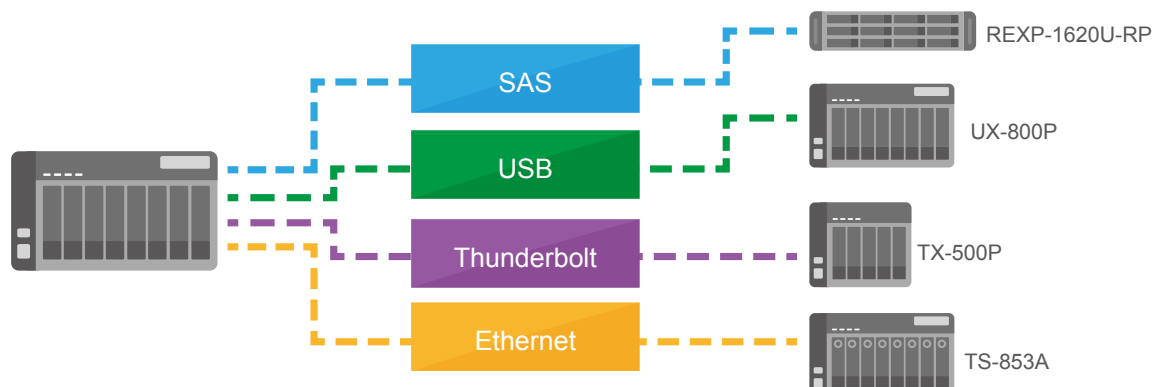 SAS
REXP-1620U-RP
USB
UX-800P
Thunderbolt
TX-500P
Ethernet
TS-853A